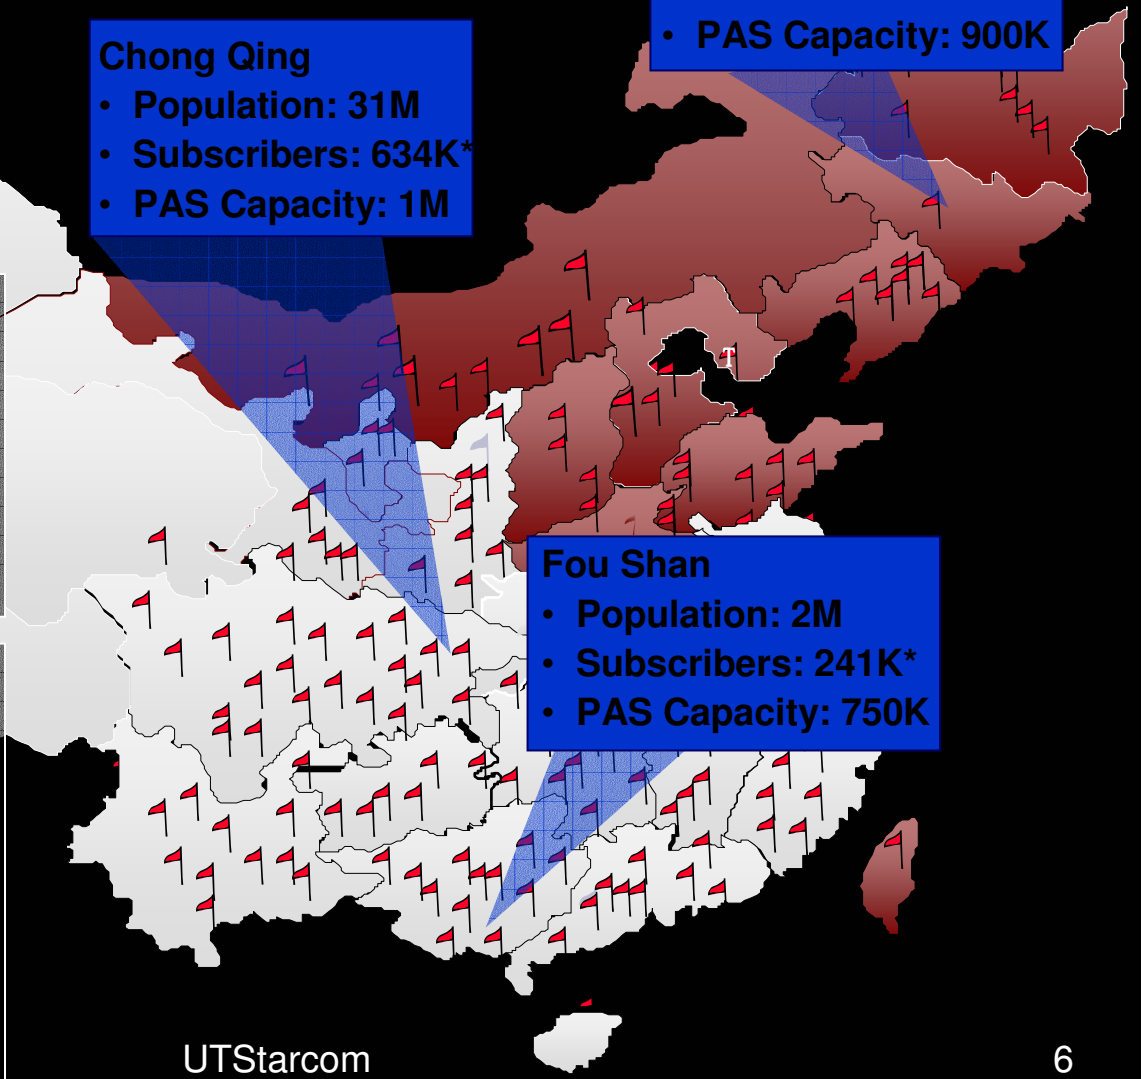 • PAS Capacity: 900K
Chong Qing
• Population: 31M
• Subscribers: 634K*
• PAS Capacity: 1M
T
Fou Shan
• Population: 2M
• Subscribers: 241K*
• PAS Capacity: 750K
UTStarcom
6